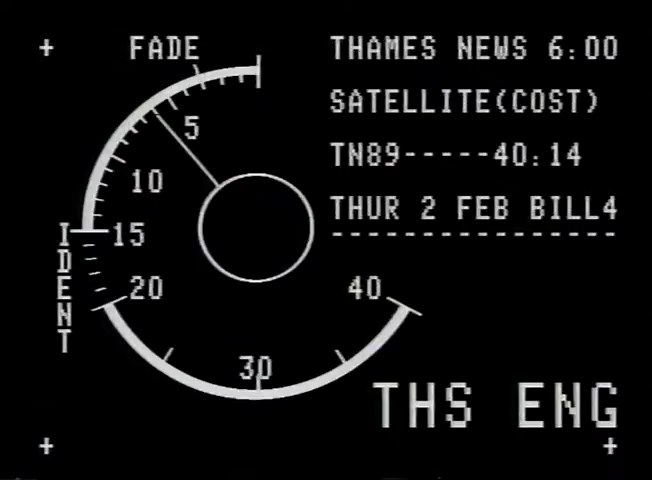 FADE
THAMES NEWS 6:00
SATELLITE(COST)
TN89-----40:14
THUR 2 FEB BILL4
----------------
5
10
15
20
30
40
IDENT
THS ENG